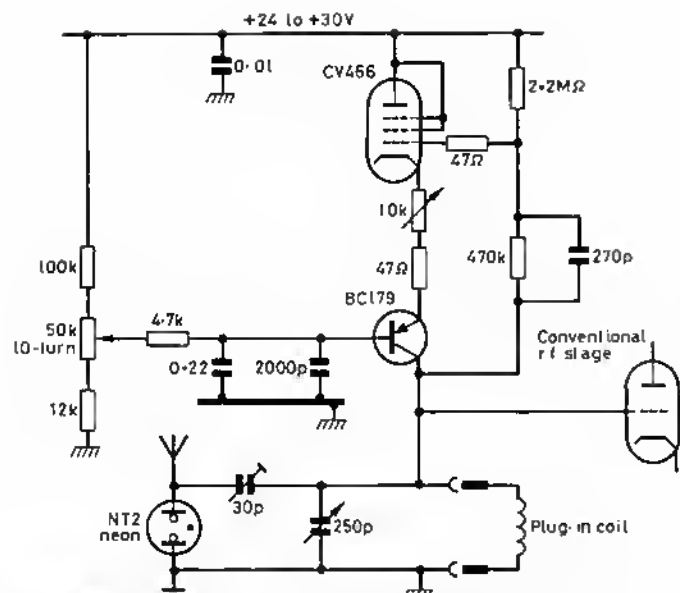 +24 to +30V
0·01
CV466
2·2MΩ
47Ω
10k
100k
47Ω
470k
270p
BC179
50k
10-turn
4·7k
Conventional
r f stage
0·22
2000p
12k
NT2
neon
30p
250p
Plug-in coil